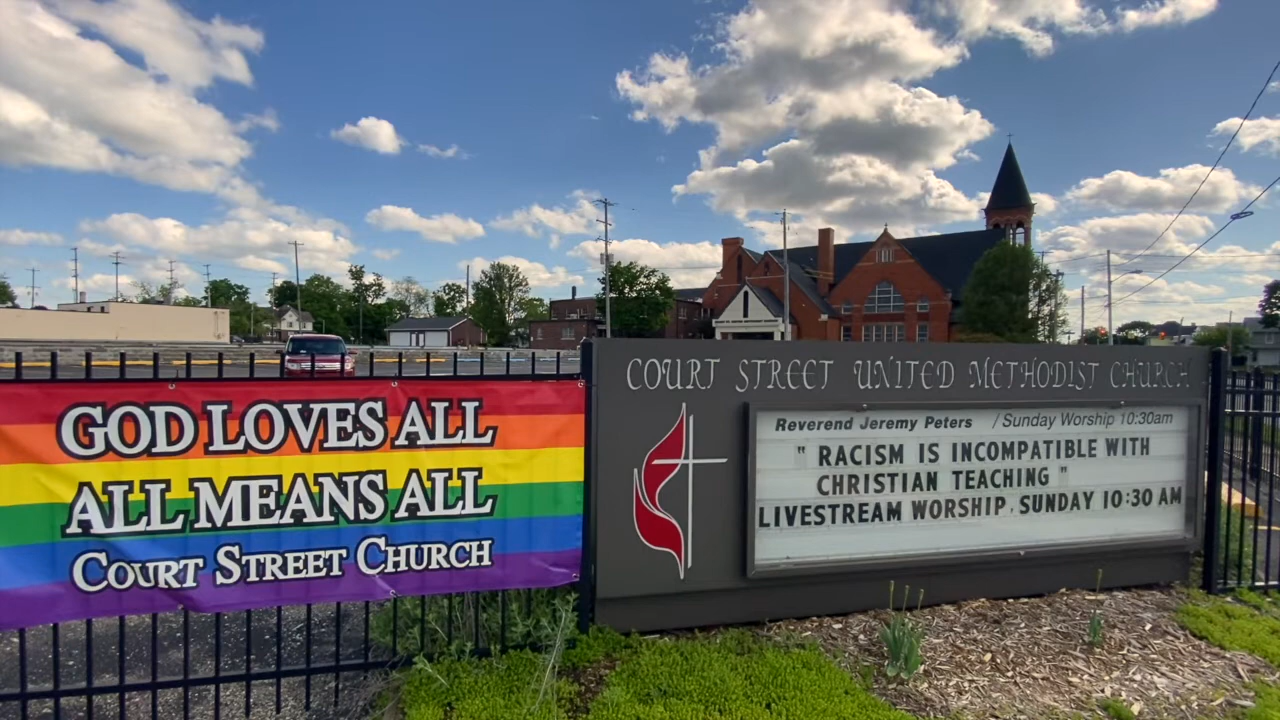 GOD LOVES ALL
ALL MEANS ALL
COURT STREET CHURCH
COURT STREET UNITED METHODIST CHURCH
Reverend Jeremy Peters / Sunday Worship 10:30am
" RACISM IS INCOMPATIBLE WITH
CHRISTIAN TEACHING "
LIVESTREAM WORSHIP. SUNDAY 10:30 AM